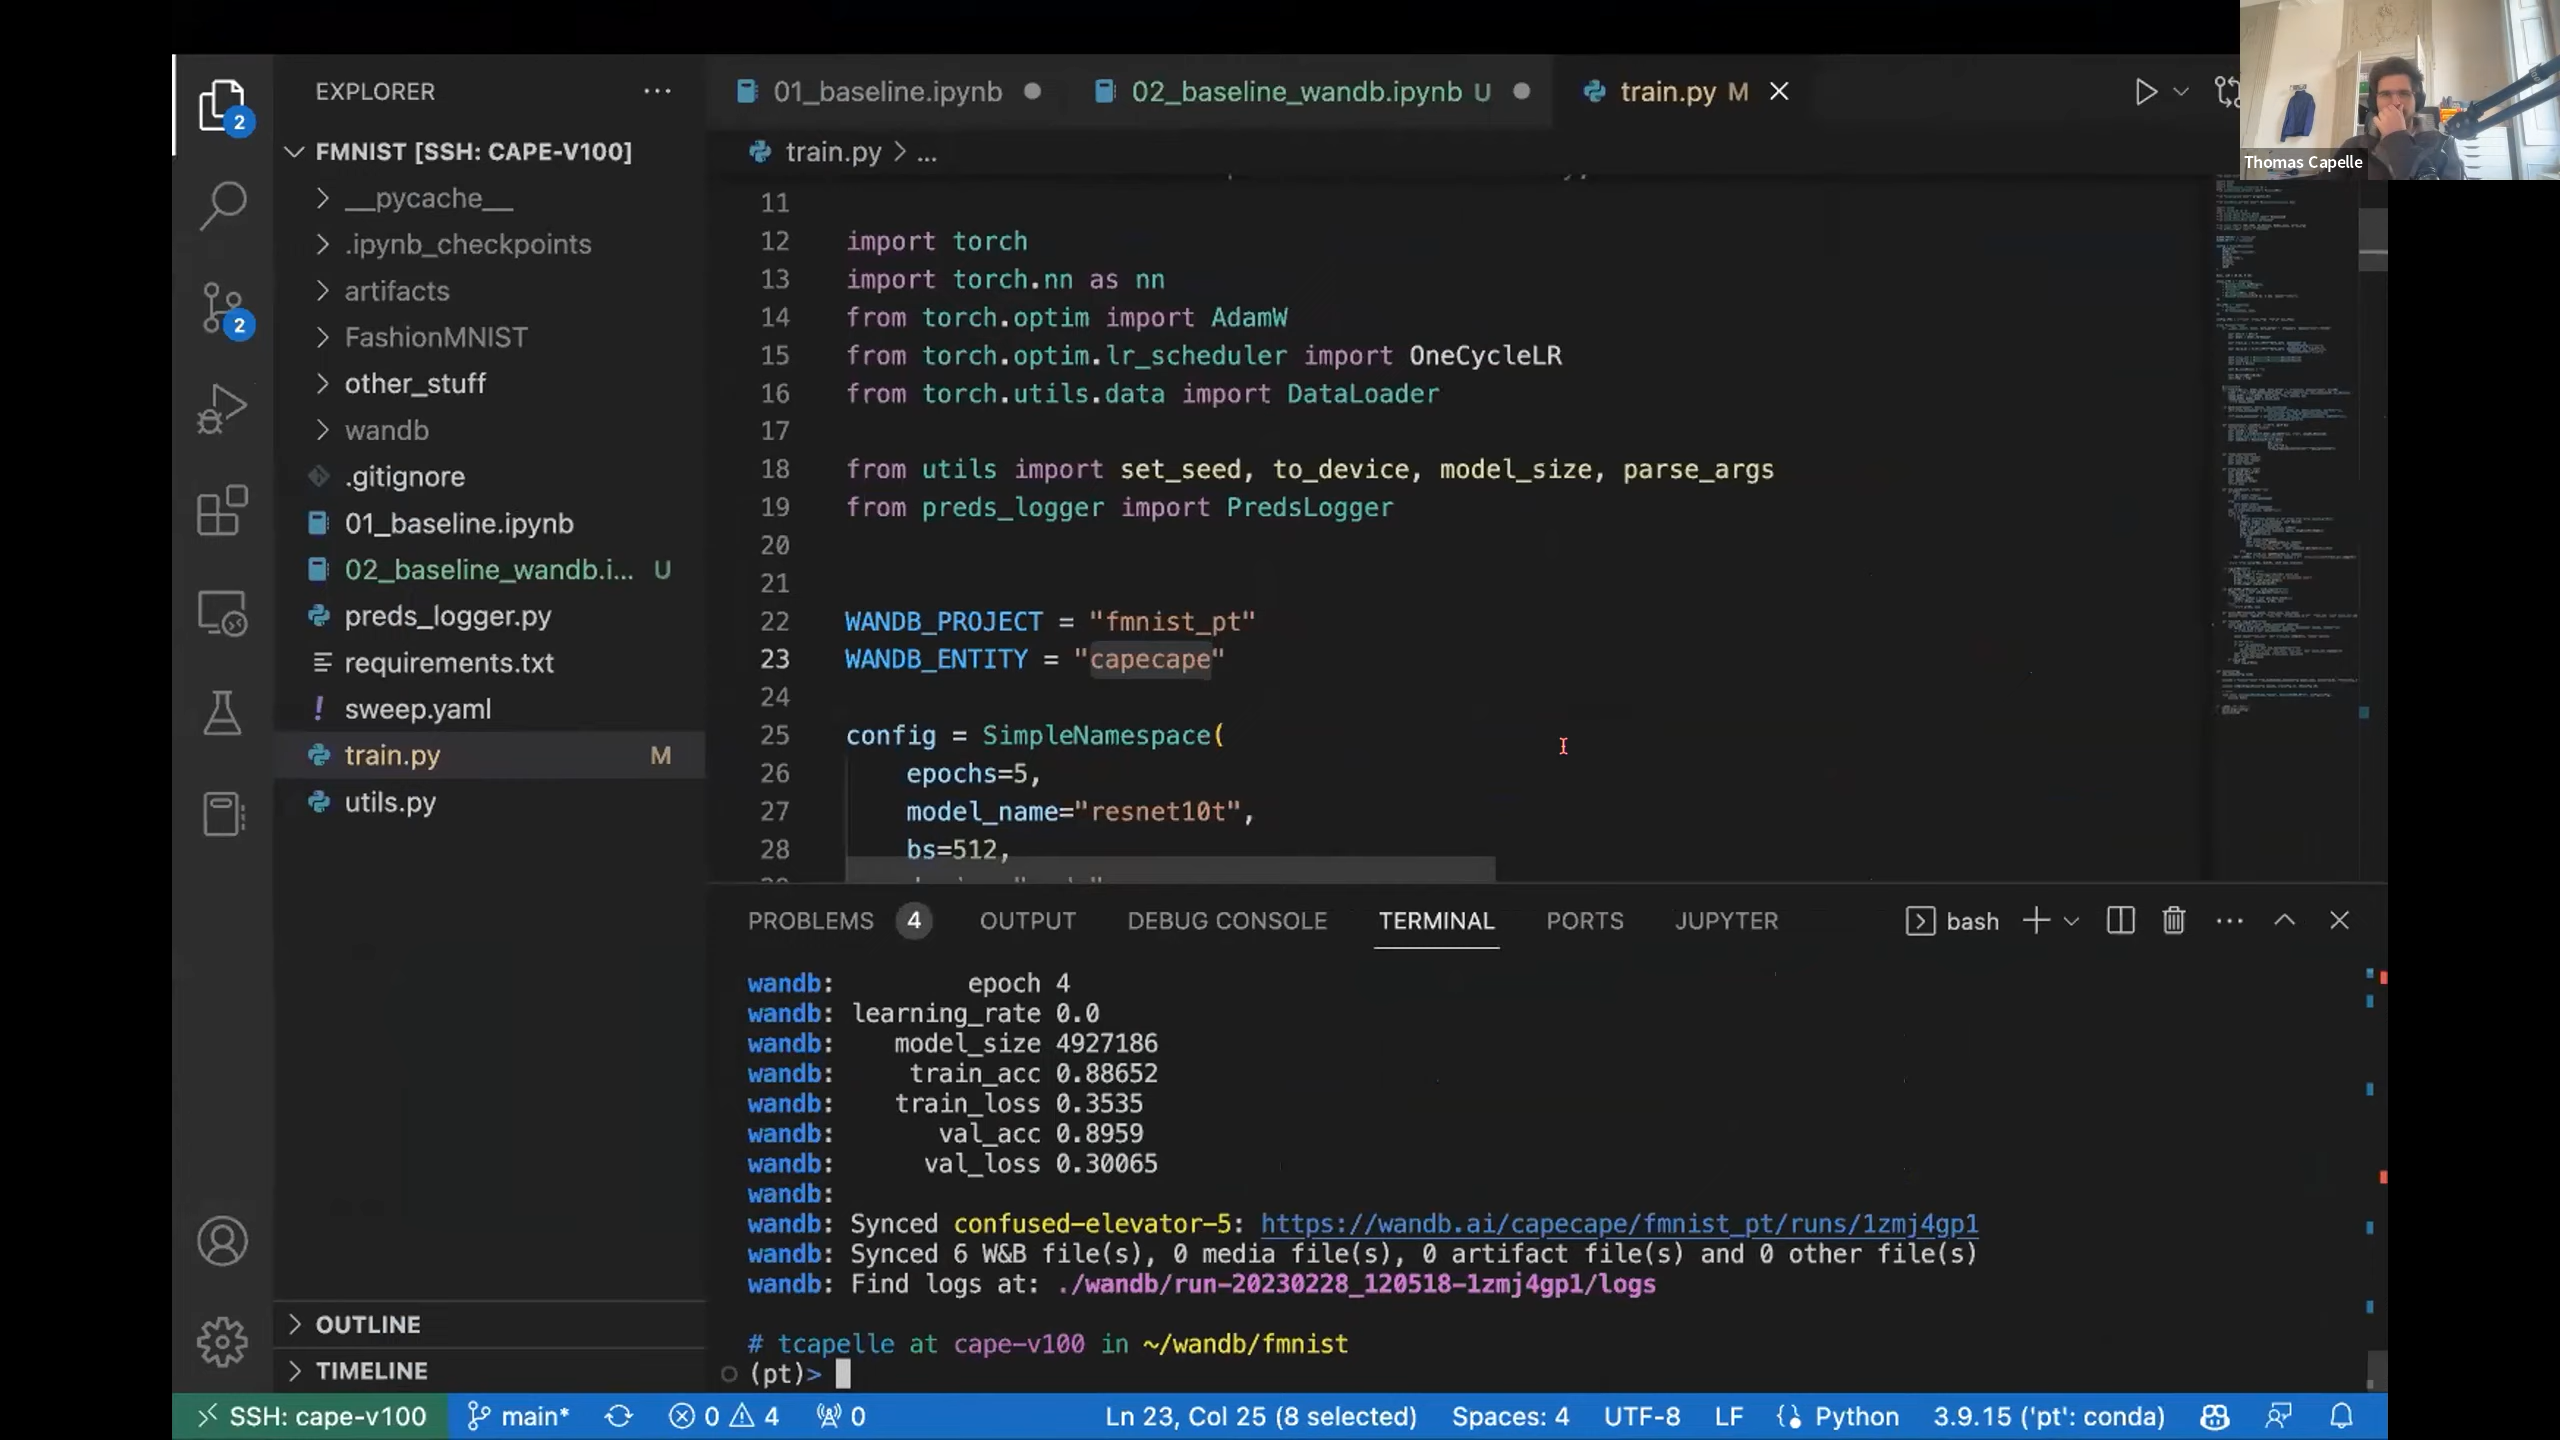 EXPLORER
FMNIST [SSH: CAPE-V100]
__pycache__
.ipynb_checkpoints
artifacts
FashionMNIST
other_stuff
wandb
.gitignore
01_baseline.ipynb
02_baseline_wandb.i... U
preds_logger.py
requirements.txt
sweep.yaml
train.py M
utils.py
OUTLINE
TIMELINE
2
2
01_baseline.ipynb
02_baseline_wandb.ipynb U
train.py M
Thomas Capelle
train.py > ...
11
12 import torch
13 import torch.nn as nn
14 from torch.optim import AdamW
15 from torch.optim.lr_scheduler import OneCycleLR
16 from torch.utils.data import DataLoader
17
18 from utils import set_seed, to_device, model_size, parse_args
19 from preds_logger import PredsLogger
20
21
22 WANDB_PROJECT = "fmnist_pt"
23 WANDB_ENTITY = "capecape"
24
25 config = SimpleNamespace(
26 epochs=5,
27 model_name="resnet10t",
28 bs=512,
PROBLEMS 4 OUTPUT DEBUG CONSOLE TERMINAL PORTS JUPYTER bash
wandb: epoch 4
wandb: learning_rate 0.0
wandb: model_size 4927186
wandb: train_acc 0.88652
wandb: train_loss 0.3535
wandb: val_acc 0.8959
wandb: val_loss 0.30065
wandb:
wandb: Synced confused-elevator-5: https://wandb.ai/capecape/fmnist_pt/runs/1zmj4gp1
wandb: Synced 6 W&B file(s), 0 media file(s), 0 artifact file(s) and 0 other file(s)
wandb: Find logs at: ./wandb/run-20230228_120518-1zmj4gp1/logs
# tcapelle at cape-v100 in ~/wandb/fmnist
(pt)>
SSH: cape-v100 main* 0 4 0 Ln 23, Col 25 (8 selected) Spaces: 4 UTF-8 LF Python 3.9.15 ('pt': conda)